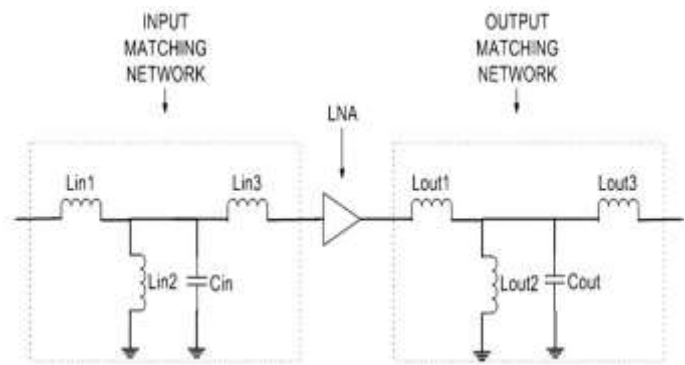 INPUT
MATCHING
NETWORK
OUTPUT
MATCHING
NETWORK
LNA
Lin1
Lin3
Lout1
Lout3
Lin2
Cin
Lout2
Cout